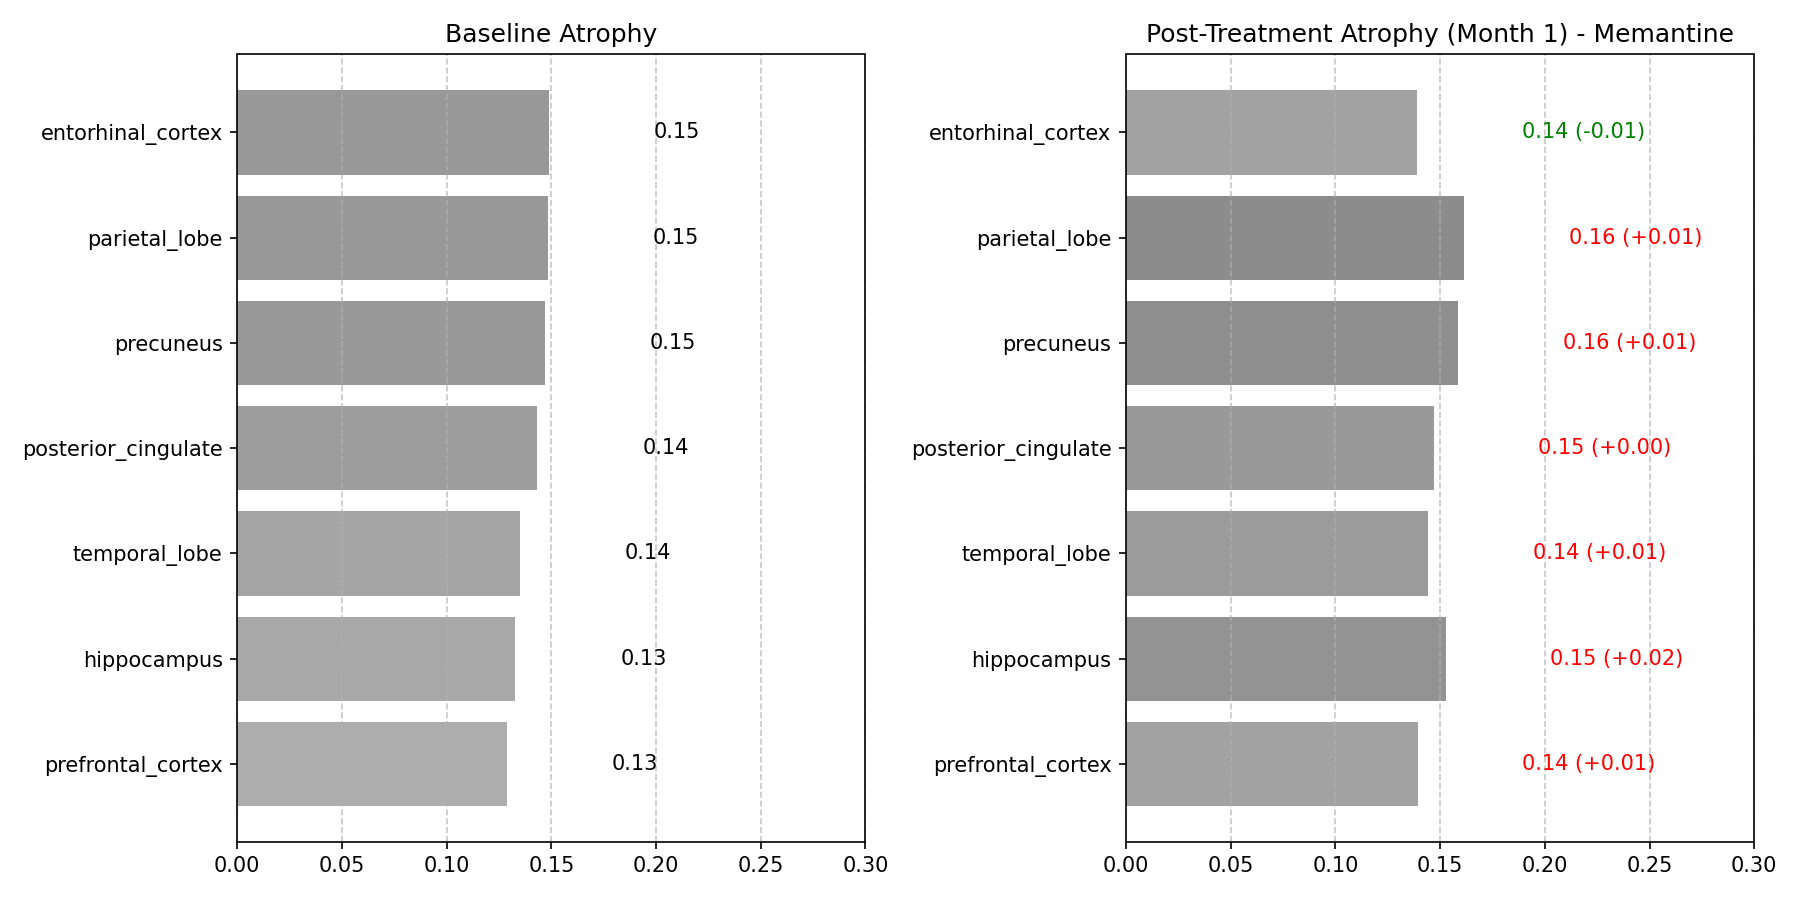 Baseline Atrophy
entorhinal_cortex 0.15
parietal_lobe 0.15
precuneus 0.15
posterior_cingulate 0.14
temporal_lobe 0.14
hippocampus 0.13
prefrontal_cortex 0.13
0.00 0.05 0.10 0.15 0.20 0.25 0.30
Post-Treatment Atrophy (Month 1) - Memantine
entorhinal_cortex 0.14 (-0.01)
parietal_lobe 0.16 (+0.01)
precuneus 0.16 (+0.01)
posterior_cingulate 0.15 (+0.00)
temporal_lobe 0.14 (+0.01)
hippocampus 0.15 (+0.02)
prefrontal_cortex 0.14 (+0.01)
0.00 0.05 0.10 0.15 0.20 0.25 0.30